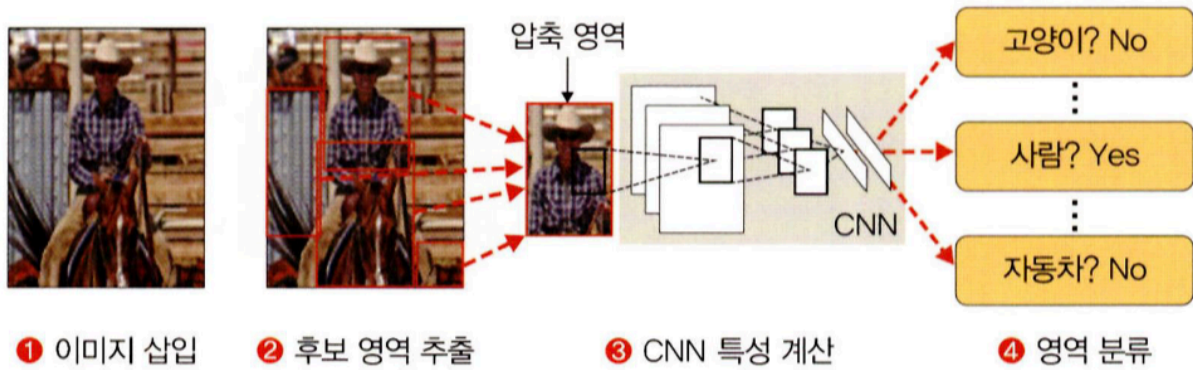 압축 영역
고양이? No
사람? Yes
CNN
자동차? No
❶ 이미지 삽입
❷ 후보 영역 추출
❸ CNN 특성 계산
❹ 영역 분류